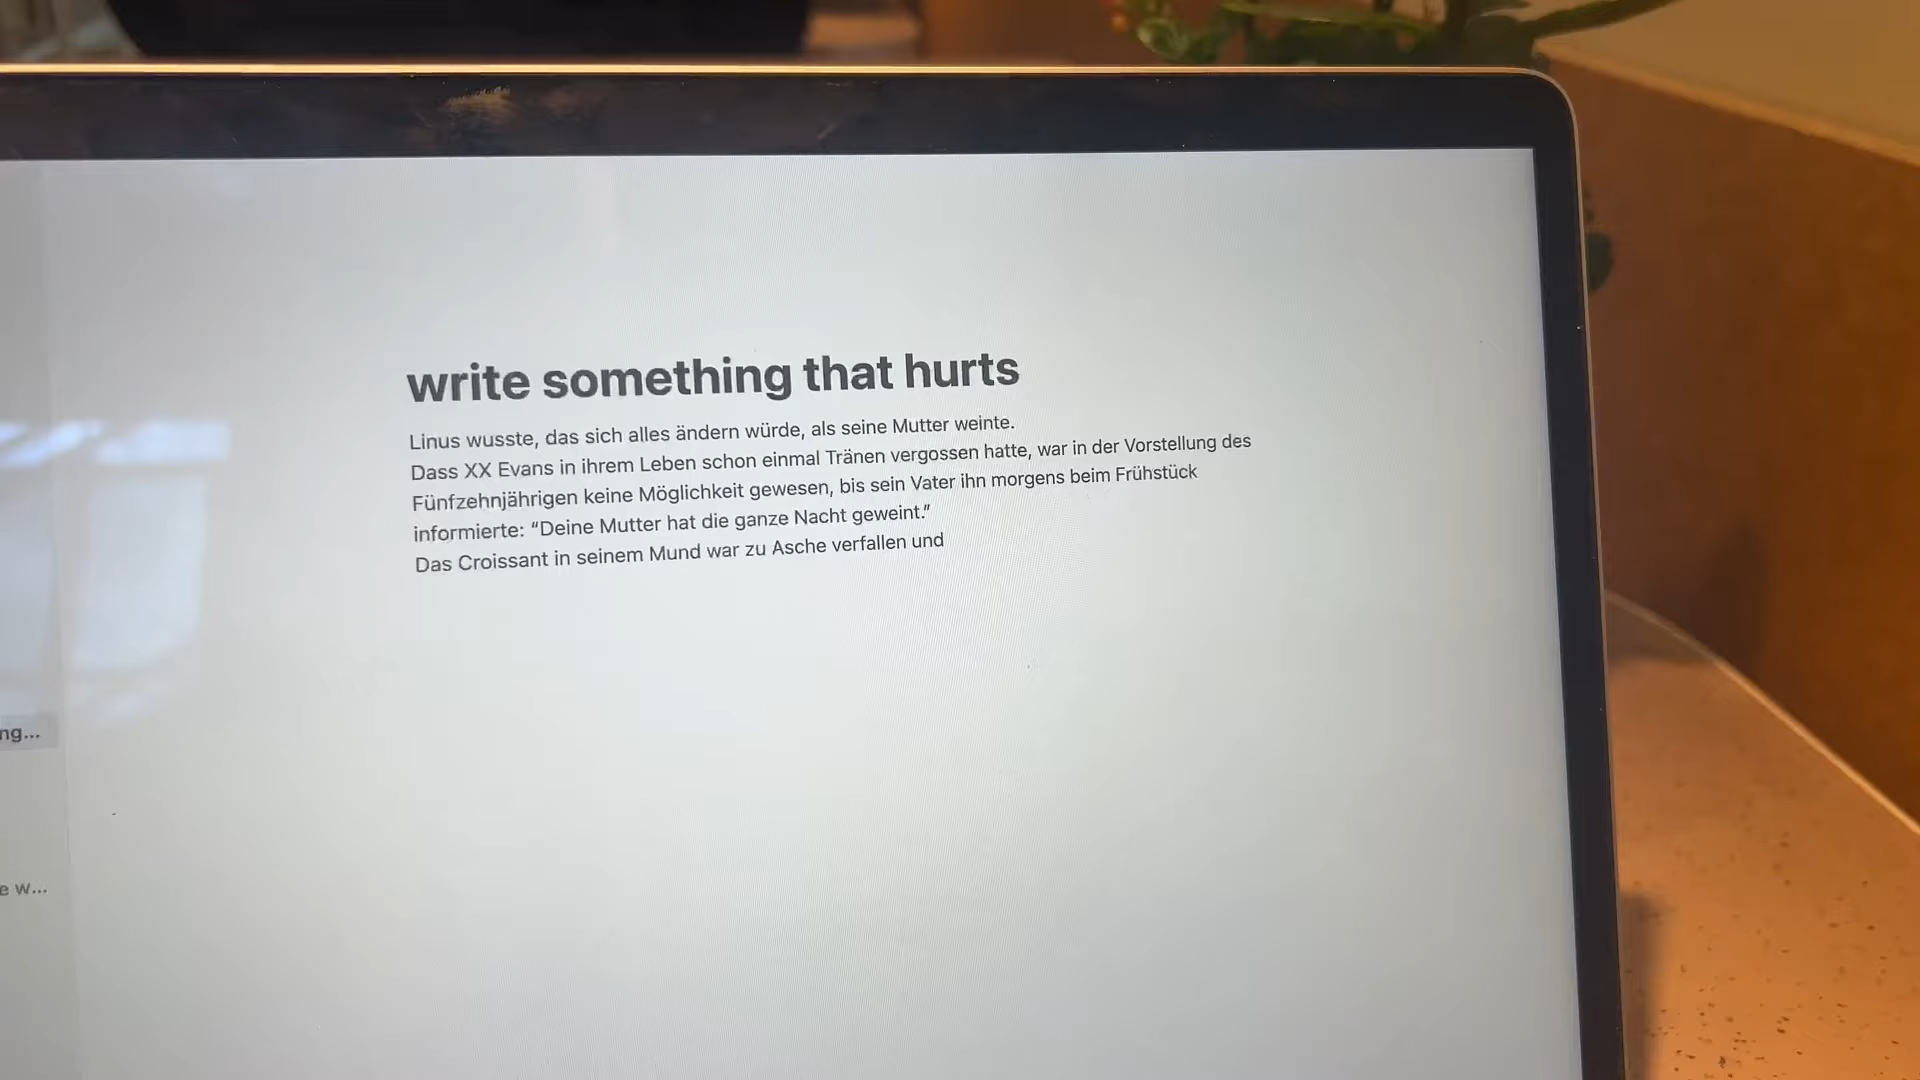 write something that hurts
Linus wusste, das sich alles ändern würde, als seine Mutter weinte.
Dass XX Evans in ihrem Leben schon einmal Tränen vergossen hatte, war in der Vorstellung des
Fünfzehnjährigen keine Möglichkeit gewesen, bis sein Vater ihn morgens beim Frühstück
informierte: “Deine Mutter hat die ganze Nacht geweint.”
Das Croissant in seinem Mund war zu Asche verfallen und
ng...
e w...